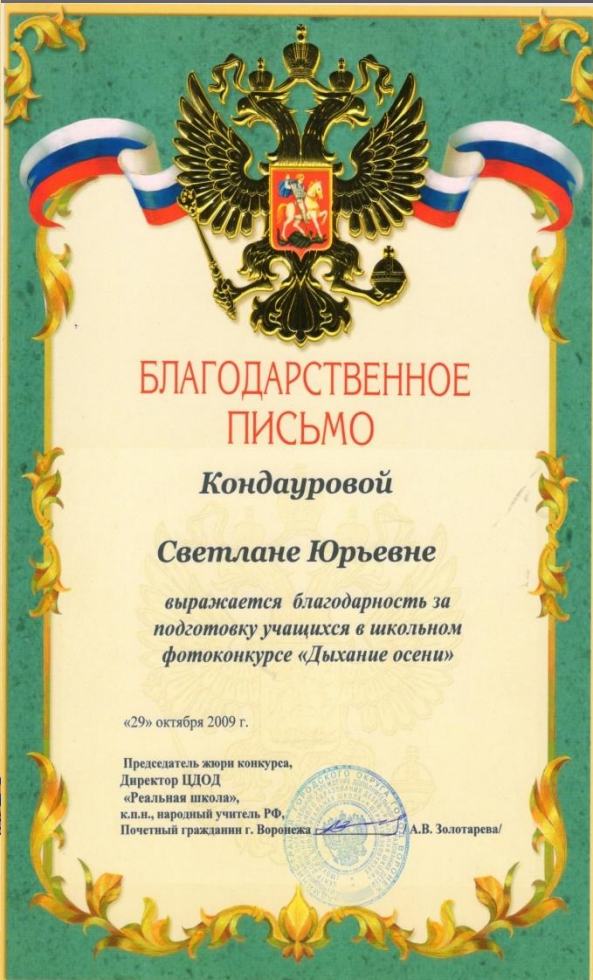 БЛАГОДАРСТВЕННОЕ
ПИСЬМО
Кондауровой
Светлане Юрьевне
выражается благодарность за
подготовку учащихся в школьном
фотоконкурсе «Дыхание осени»
«29» октября 2009 г.
Председатель жюри конкурса,
Директор ЦДОД
«Реальная школа»,
к.п.н., народный учитель РФ,
Почетный гражданин г. Воронежа
/А.В. Золотарева/